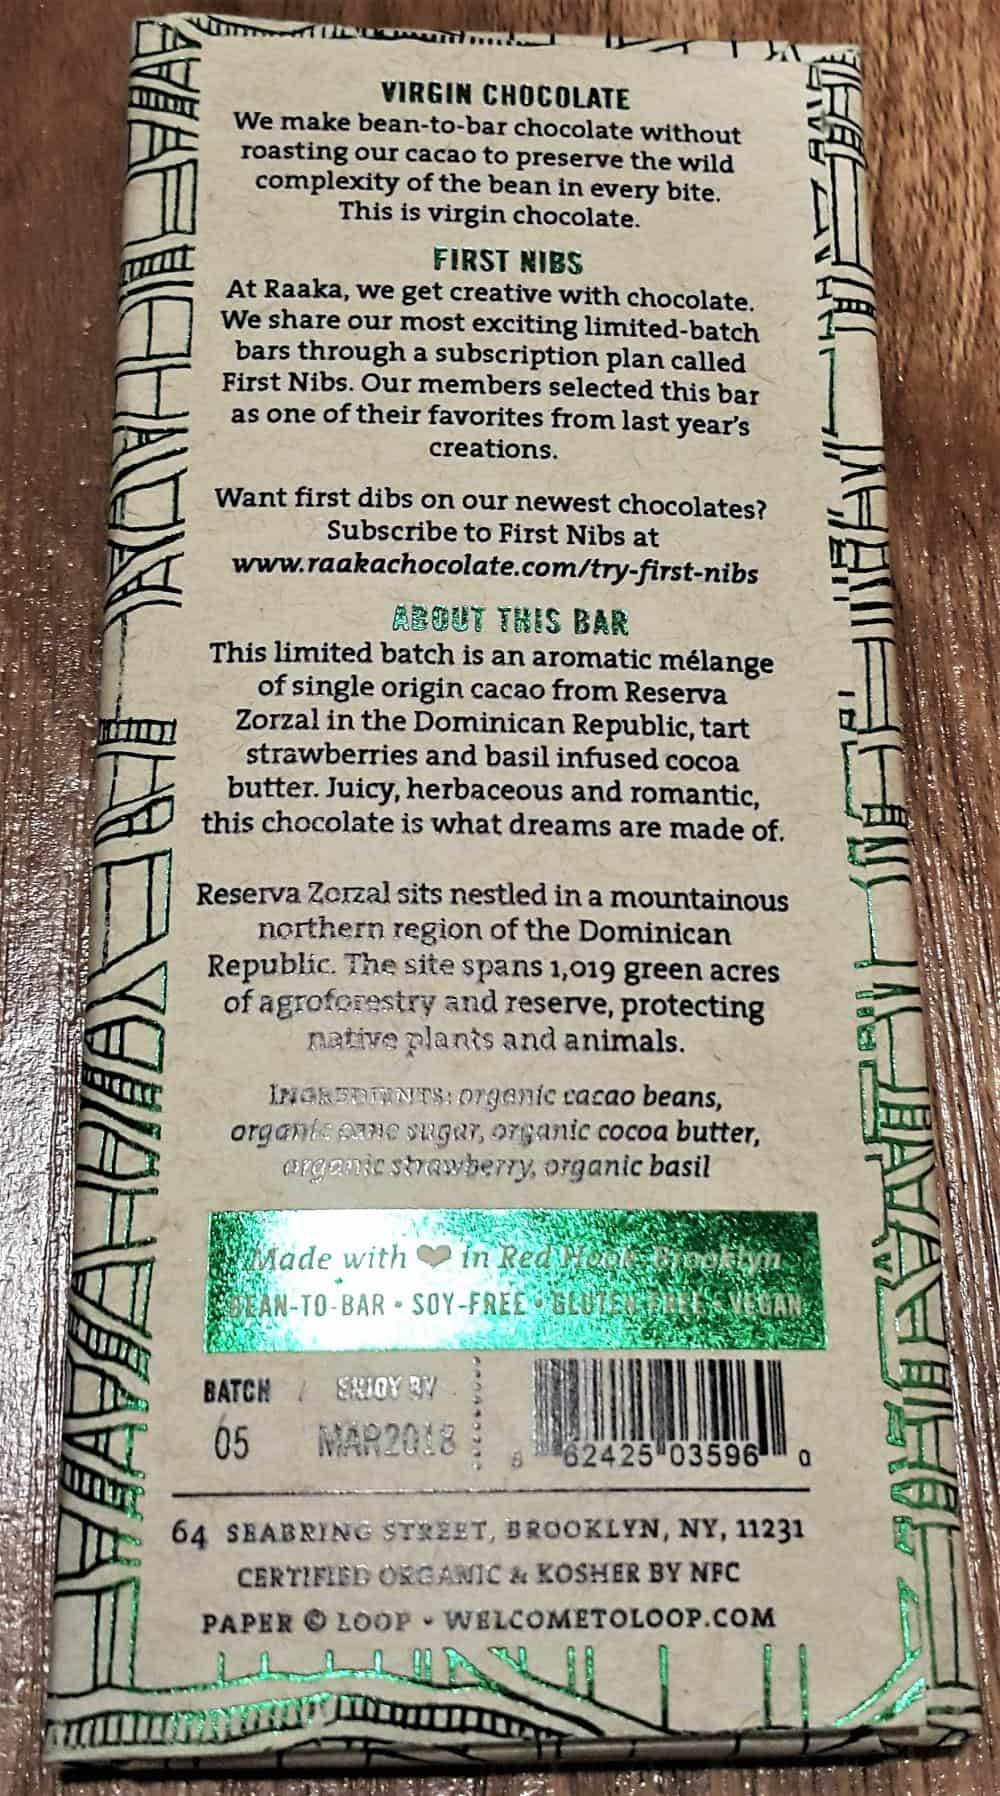 VIRGIN CHOCOLATE
We make bean-to-bar chocolate without
roasting our cacao to preserve the wild
complexity of the bean in every bite.
This is virgin chocolate.
FIRST NIBS
At Raaka, we get creative with chocolate.
We share our most exciting limited-batch
bars through a subscription plan called
First Nibs. Our members selected this bar
as one of their favorites from last year's
creations.
Want first dibs on our newest chocolates?
Subscribe to First Nibs at
www.raakachocolate.com/try-first-nibs
ABOUT THIS BAR
This limited batch is an aromatic mélange
of single origin cacao from Reserva
Zorzal in the Dominican Republic, tart
strawberries and basil infused cocoa
butter. Juicy, herbaceous and romantic,
this chocolate is what dreams are made of.
Reserva Zorzal sits nestled in a mountainous
northern region of the Dominican
Republic. The site spans 1,019 green acres
of agroforestry and reserve, protecting
native plants and animals.
INGREDIENTS: organic cacao beans,
organic cane sugar, organic cocoa butter,
organic strawberry, organic basil
Made with ♥ in Red Hook, Brooklyn
BEAN-TO-BAR • SOY-FREE • GLUTEN FREE • VEGAN
BATCH / ENJOY BY
05 MAR2018
8 62425 03596 0
64 SEABRING STREET, BROOKLYN, NY, 11231
CERTIFIED ORGANIC & KOSHER BY NFC
PAPER © LOOP • WELCOMETOLOOP.COM